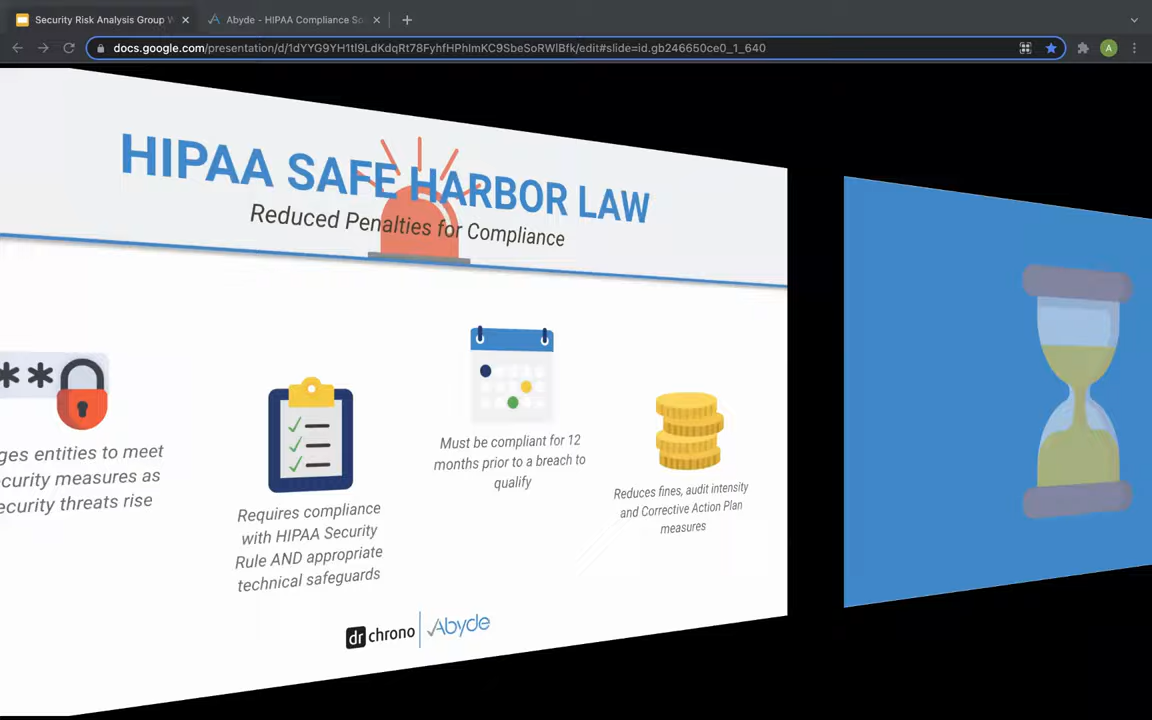 Security Risk Analysis Group
Abyde - HIPAA Compliance So
docs.google.com/presentation/d/1dYYG9YH1tl9LdKdqRt78FyhfHPhlmKC9SbeSoRWlBfk/edit#slide=id.gb246650ce0_1_640
A
HIPAA SAFE HARBOR LAW
Reduced Penalties for Compliance
**
ges entities to meet
curity measures as
ecurity threats rise
Requires compliance
with HIPAA Security
Rule AND appropriate
technical safeguards
Must be compliant for 12
months prior to a breach to
qualify
Reduces fines, audit intensity
and Corrective Action Plan
measures
dr chrono
Abyde